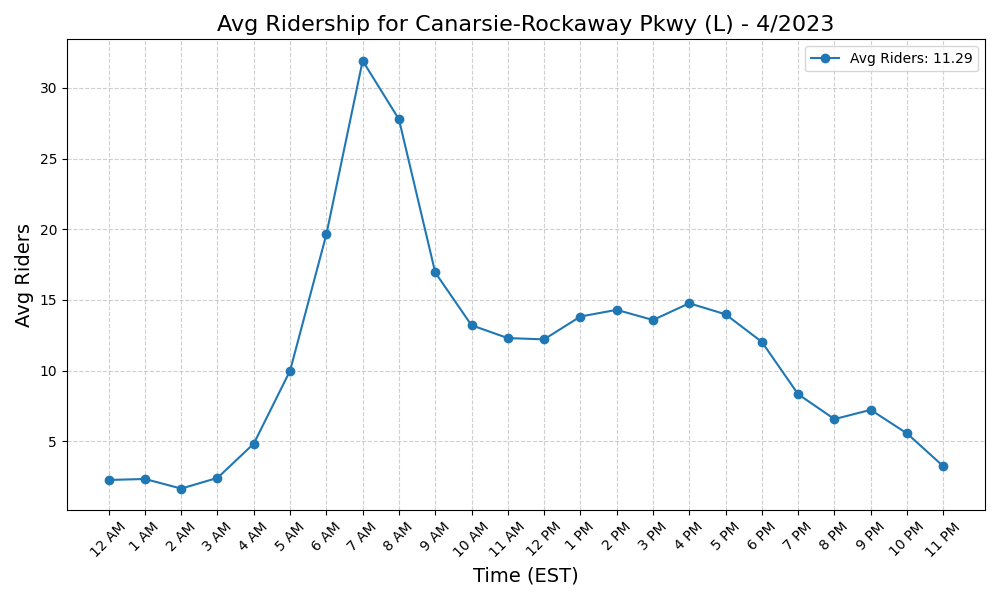 Avg Ridership for Canarsie-Rockaway Pkwy (L) - 4/2023
Avg Riders: 11.29
Avg Riders
30
25
20
15
10
5
12 AM
1 AM
2 AM
3 AM
4 AM
5 AM
6 AM
7 AM
8 AM
9 AM
10 AM
11 AM
12 PM
1 PM
2 PM
3 PM
4 PM
5 PM
6 PM
7 PM
8 PM
9 PM
10 PM
11 PM
Time (EST)